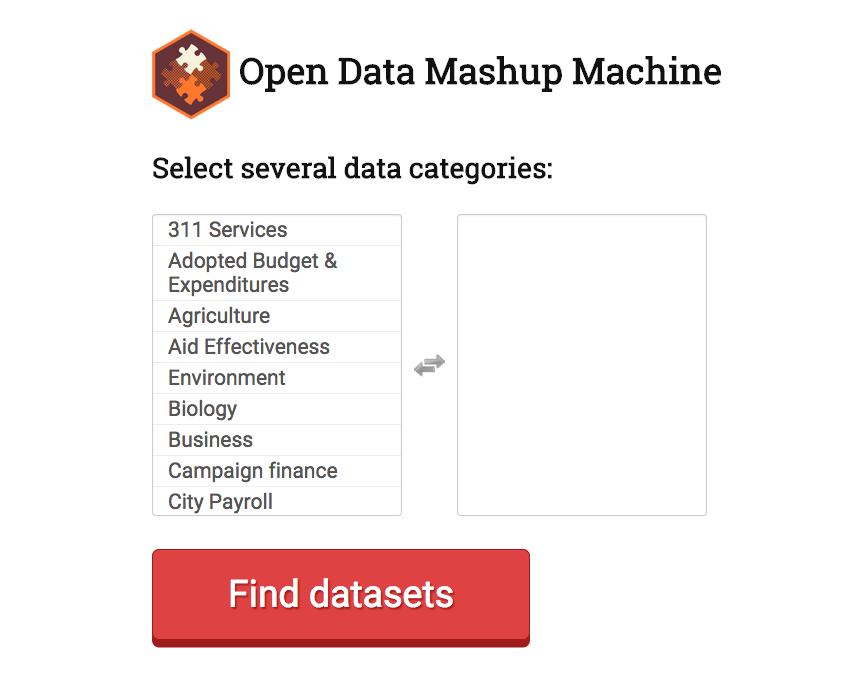 Open Data Mashup Machine
Select several data categories:
311 Services
Adopted Budget &
Expenditures
Agriculture
Aid Effectiveness
Environment
Biology
Business
Campaign finance
City Payroll
Find datasets